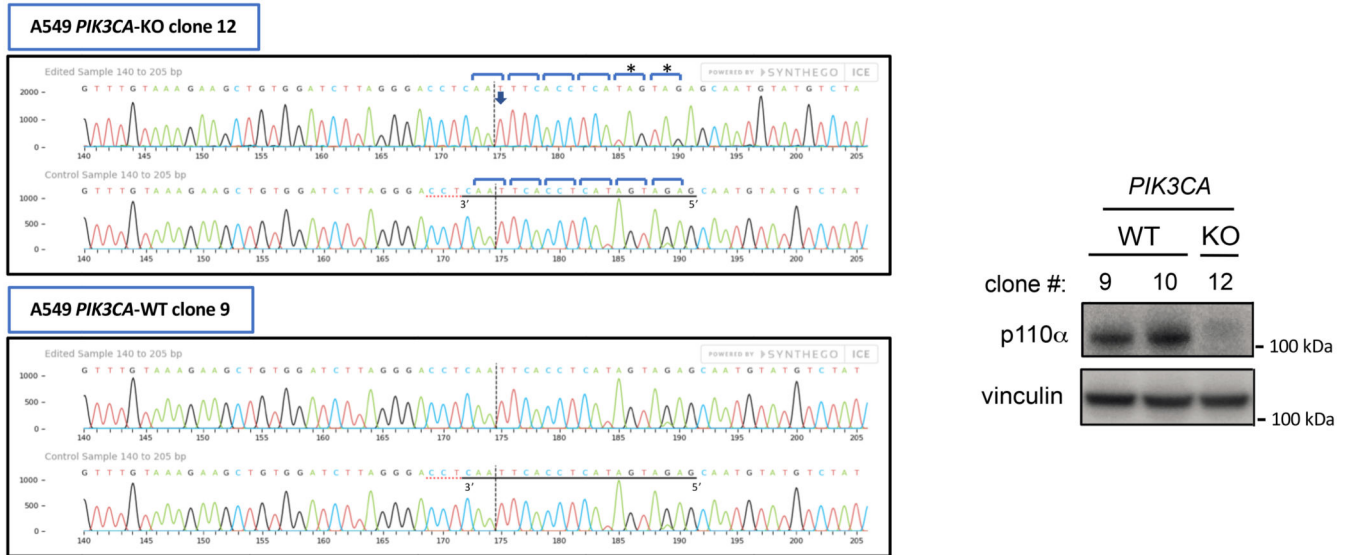 A549 PIK3CA-KO clone 12
Edited Sample 140 to 205 bp
POWERED BY SYNTHEGO ICE
* *
G T T T G T A A A G A A G C T G T G G A T C T T A G G G A C C T C A A T T T C A C C T C A T A G T A G A G C A A T G T A T G T C T A
2000
1000
0
140 145 150 155 160 165 170 175 180 185 190 195 200 205
Control Sample 140 to 205 bp
G T T T G T A A A G A A G C T G T G G A T C T T A G G G A C C T C A A T T C A C C T C A T A G T A G A G C A A T G T A T G T C T A T
3′ 5′
1000
500
0
140 145 150 155 160 165 170 175 180 185 190 195 200 205
A549 PIK3CA-WT clone 9
Edited Sample 140 to 205 bp
POWERED BY SYNTHEGO ICE
G T T T G T A A A G A A G C T G T G G A T C T T A G G G A C C T C A A T T C A C C T C A T A G T A G A G C A A T G T A T G T C T A T
1000
500
0
140 145 150 155 160 165 170 175 180 185 190 195 200 205
Control Sample 140 to 205 bp
G T T T G T A A A G A A G C T G T G G A T C T T A G G G A C C T C A A T T C A C C T C A T A G T A G A G C A A T G T A T G T C T A T
3′ 5′
1000
500
0
140 145 150 155 160 165 170 175 180 185 190 195 200 205
PIK3CA
WT KO
clone #: 9 10 12
p110α
100 kDa
vinculin
100 kDa